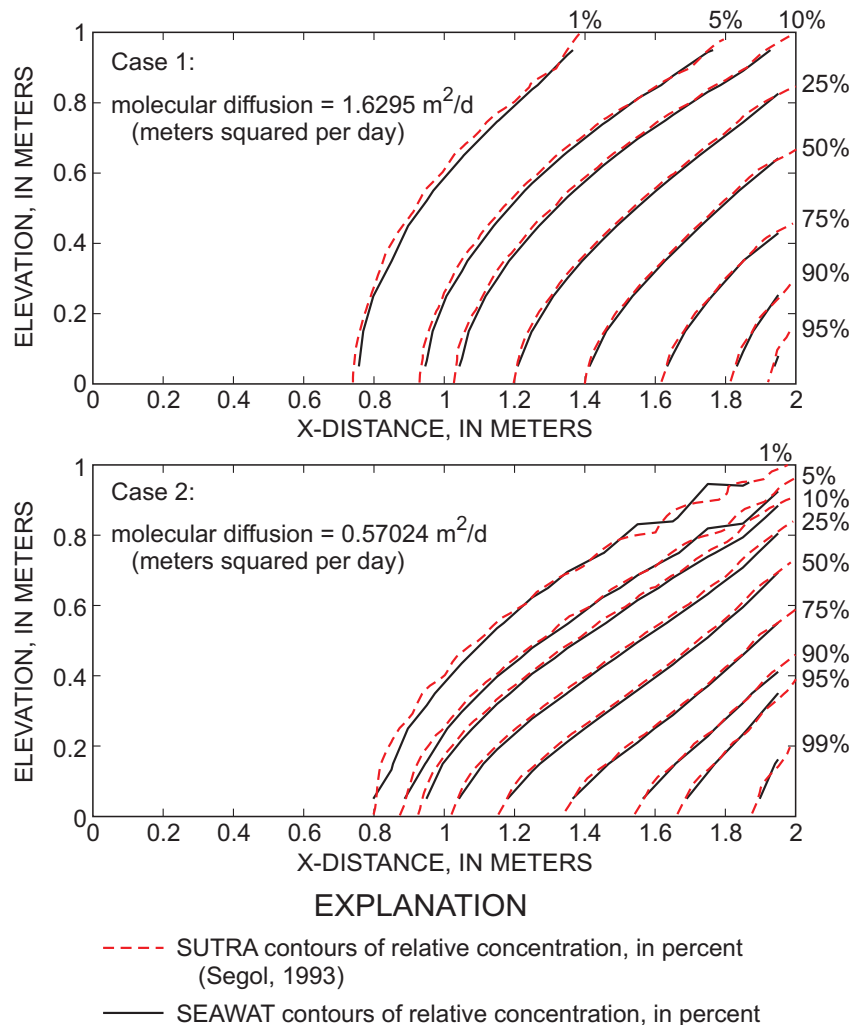 1% 5% 10%
Case 1:
molecular diffusion = 1.6295 m²/d
(meters squared per day)
25%
50%
75%
90%
95%
ELEVATION, IN METERS
1
0.8
0.6
0.4
0.2
0
0 0.2 0.4 0.6 0.8 1 1.2 1.4 1.6 1.8 2
X-DISTANCE, IN METERS
1%
Case 2:
molecular diffusion = 0.57024 m²/d
(meters squared per day)
5%
10%
25%
50%
75%
90%
95%
99%
ELEVATION, IN METERS
1
0.8
0.6
0.4
0.2
0
0 0.2 0.4 0.6 0.8 1 1.2 1.4 1.6 1.8 2
X-DISTANCE, IN METERS
EXPLANATION
SUTRA contours of relative concentration, in percent
(Segol, 1993)
SEAWAT contours of relative concentration, in percent